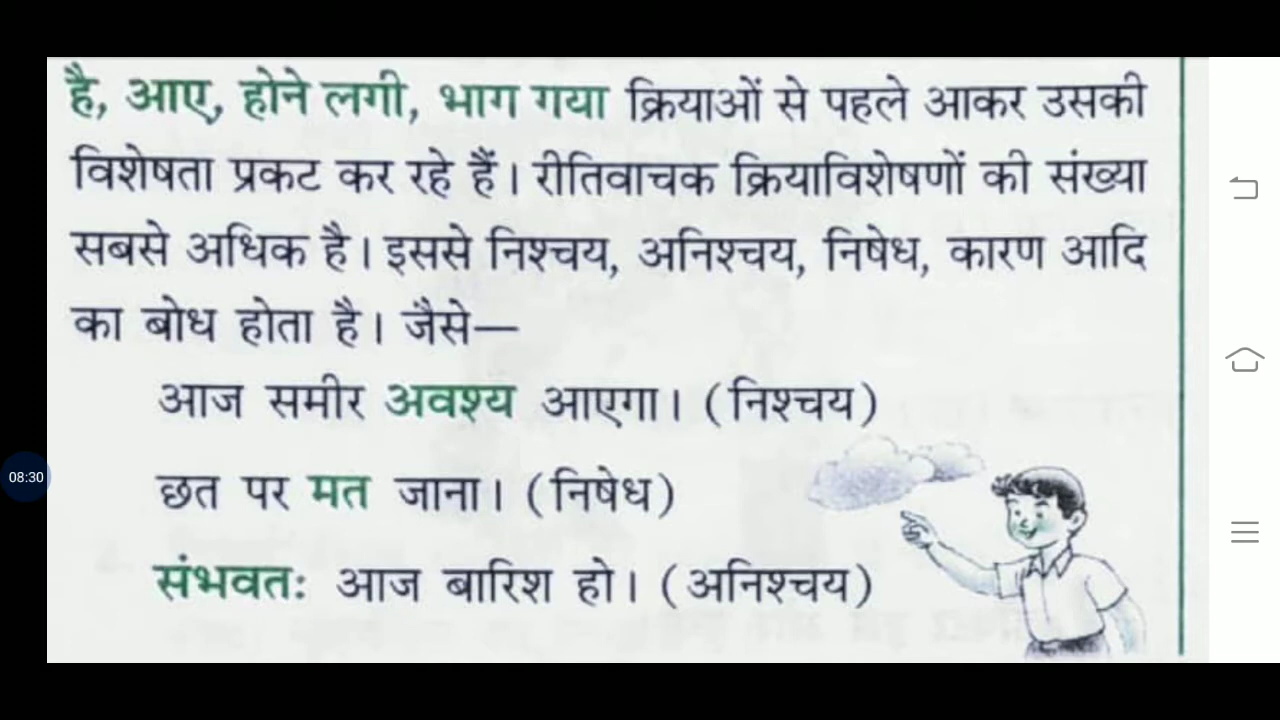 है, आए, होने लगी, भाग गया क्रियाओं से पहले आकर उसकी
विशेषता प्रकट कर रहे हैं। रीतिवाचक क्रियाविशेषणों की संख्या
सबसे अधिक है। इससे निश्चय, अनिश्चय, निषेध, कारण आदि
का बोध होता है। जैसे—
आज समीर अवश्य आएगा। (निश्चय)
छत पर मत जाना। (निषेध)
08:30
संभवतः आज बारिश हो। (अनिश्चय)